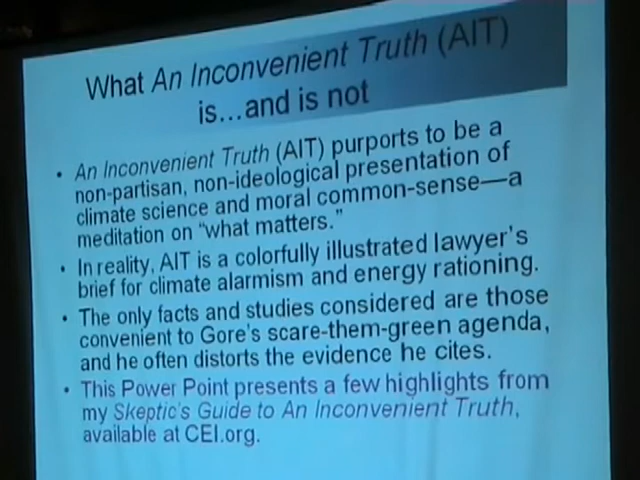 What An Inconvenient Truth (AIT)
is...and is not
• An Inconvenient Truth (AIT) purports to be a
non-partisan, non-ideological presentation of
climate science and moral common-sense—a
meditation on “what matters.”
• In reality, AIT is a colorfully illustrated lawyer's
brief for climate alarmism and energy rationing.
• The only facts and studies considered are those
convenient to Gore's scare-them-green agenda,
and he often distorts the evidence he cites.
• This Power Point presents a few highlights from
my Skeptic's Guide to An Inconvenient Truth,
available at CEI.org.